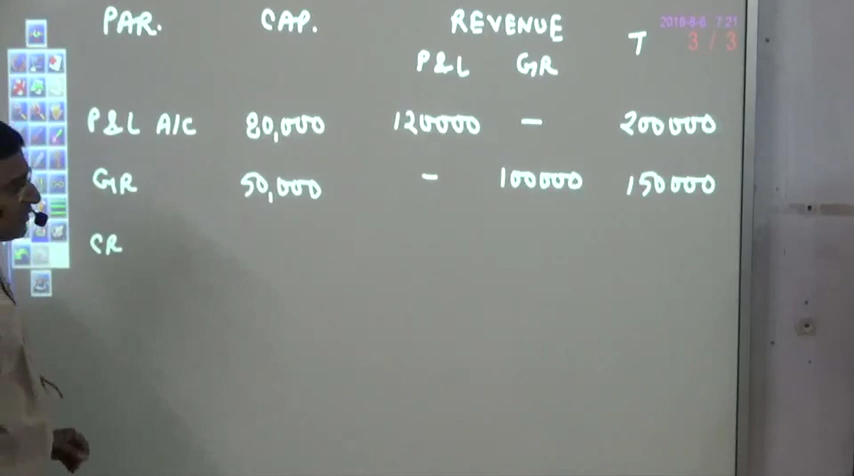 PAR. CAP. REVENUE T
2018-8-6 7:21
3 / 3
P&L GR
P&L A/C 80,000 120000 – 200000
GR 50,000 – 100000 150000
CR